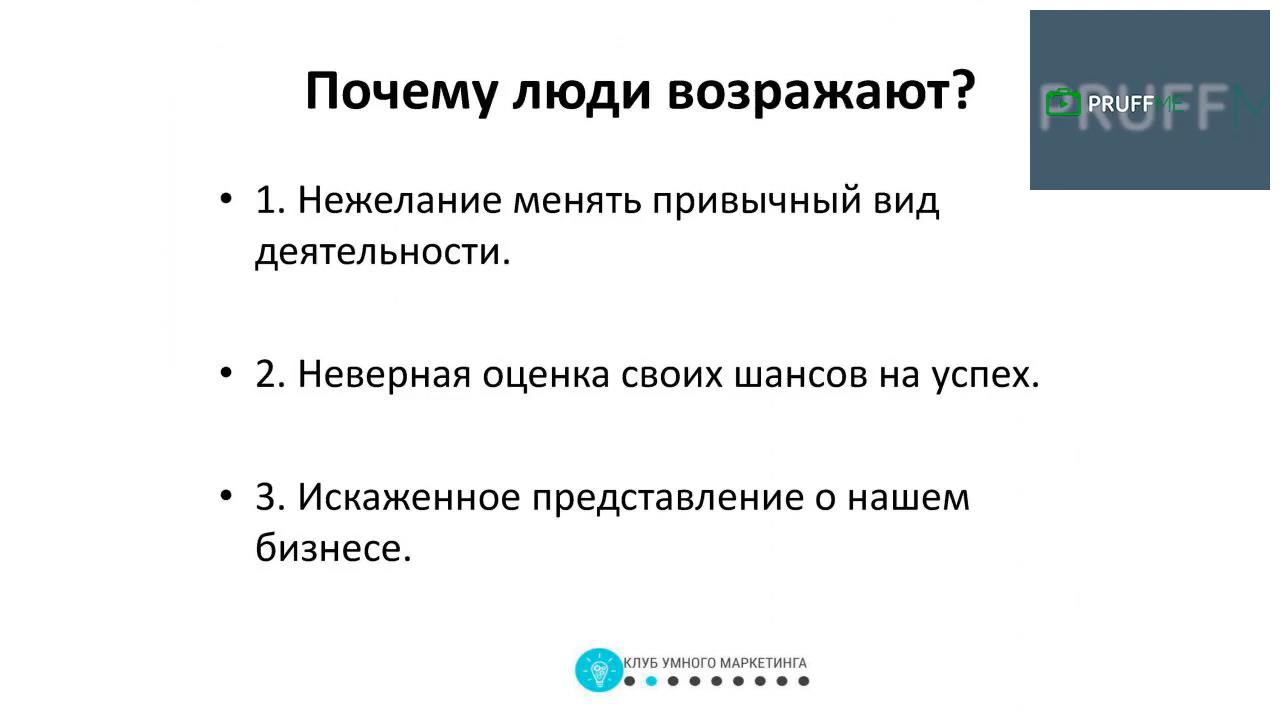 Почему люди возражают?
PRUFFME
• 1. Нежелание менять привычный вид
деятельности.
• 2. Неверная оценка своих шансов на успех.
• 3. Искаженное представление о нашем
бизнесе.
КЛУБ УМНОГО МАРКЕТИНГА